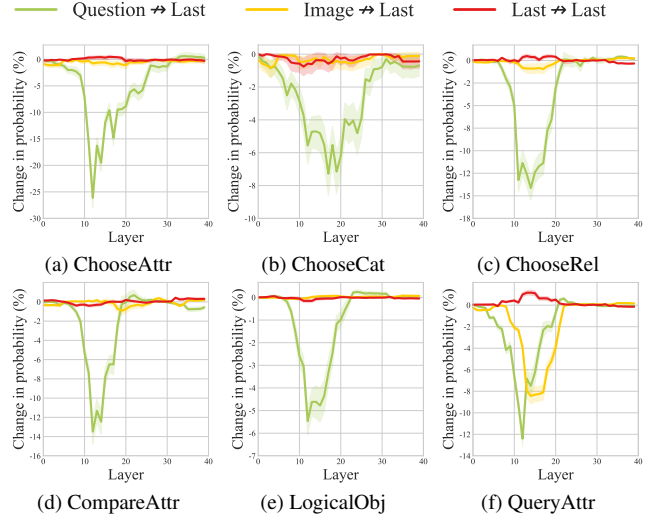 Question ↛ Last Image ↛ Last Last ↛ Last
Change in probability (%)
0
-5
-10
-15
-20
-25
-30
0 10 20 30 40
Layer
(a) ChooseAttr
Change in probability (%)
0
-2
-4
-6
-8
-10
0 10 20 30 40
Layer
(b) ChooseCat
Change in probability (%)
0
-3
-6
-9
-12
-15
-18
0 10 20 30 40
Layer
(c) ChooseRel
Change in probability (%)
2
0
-2
-4
-6
-8
-10
-12
-14
-16
0 10 20 30 40
Layer
(d) CompareAttr
Change in probability (%)
0
-1
-2
-3
-4
-5
-6
-7
0 10 20 30 40
Layer
(e) LogicalObj
Change in probability (%)
2
0
-2
-4
-6
-8
-10
-12
-14
0 10 20 30 40
Layer
(f) QueryAttr